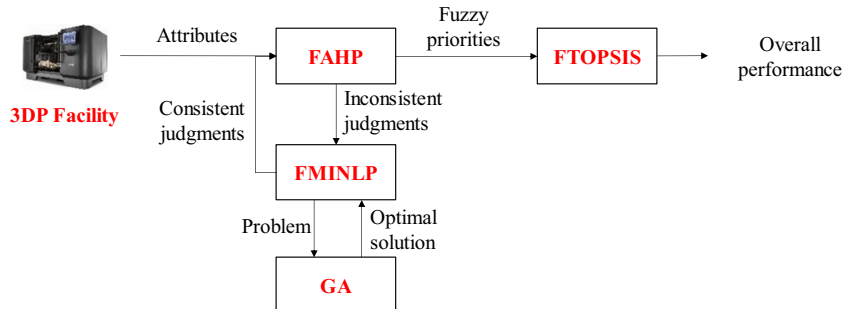 Attributes
FAHP
Fuzzy
priorities
FTOPSIS
Overall
performance
3DP Facility
Consistent
judgments
Inconsistent
judgments
FMINLP
Problem
Optimal
solution
GA